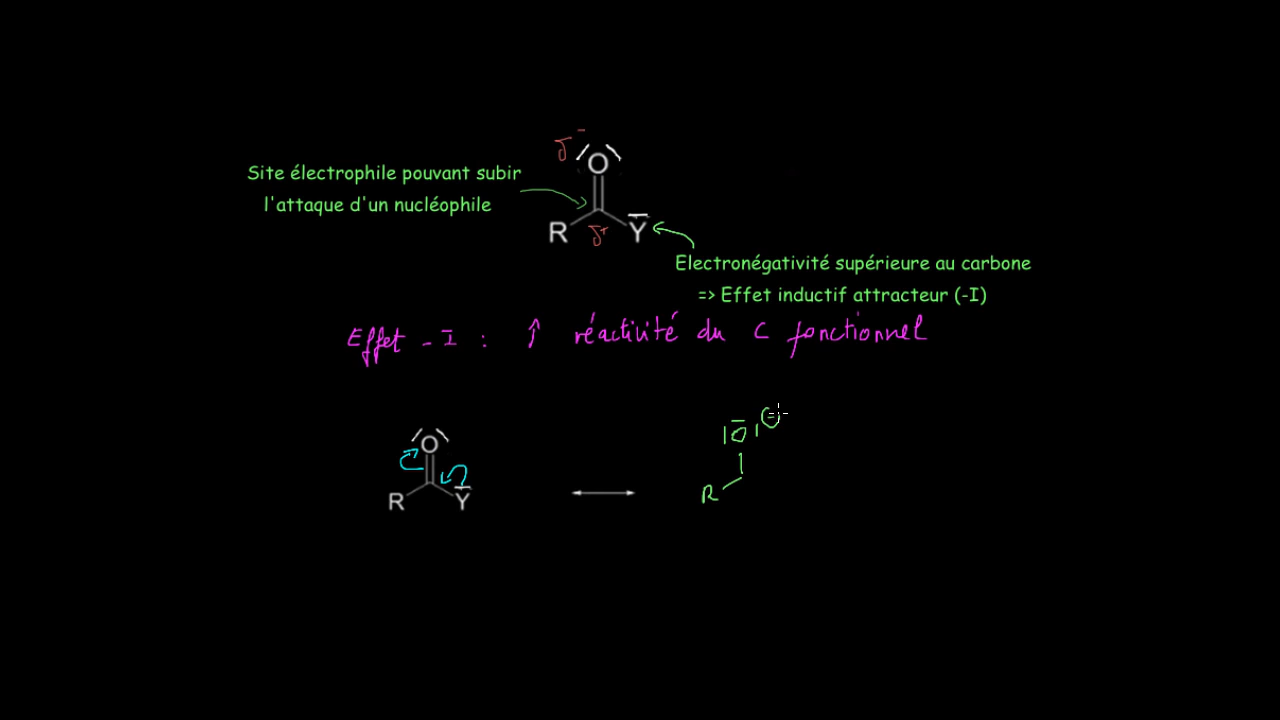 δ-
O
Site électrophile pouvant subir
l'attaque d'un nucléophile
R δ+ Y
Electronégativité supérieure au carbone
=> Effet inductif attracteur (-I)
Effet - I : ↑ réactivité du C fonctionnel
O
R Y
|O| ⊖
R